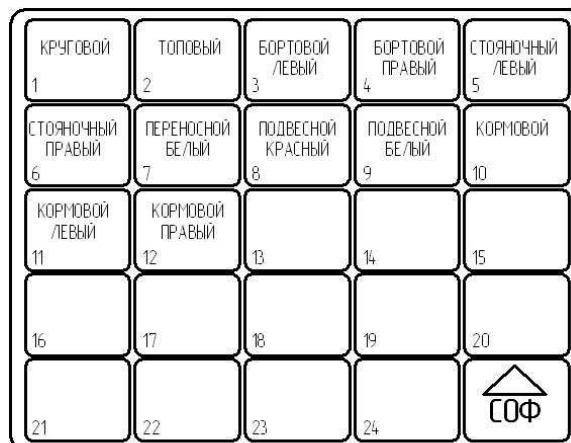 КРУГОВОЙ
1
ТОПОВЫЙ
2
БОРТОВОЙ
ЛЕВЫЙ
3
БОРТОВОЙ
ПРАВЫЙ
4
СТОЯНОЧНЫЙ
ЛЕВЫЙ
5
СТОЯНОЧНЫЙ
ПРАВЫЙ
6
ПЕРЕНОСНОЙ
БЕЛЫЙ
7
ПОДВЕСНОЙ
КРАСНЫЙ
8
ПОДВЕСНОЙ
БЕЛЫЙ
9
КОРМОВОЙ
10
КОРМОВОЙ
ЛЕВЫЙ
11
КОРМОВОЙ
ПРАВЫЙ
12
13
14
15
16
17
18
19
20
21
22
23
24
СОФ